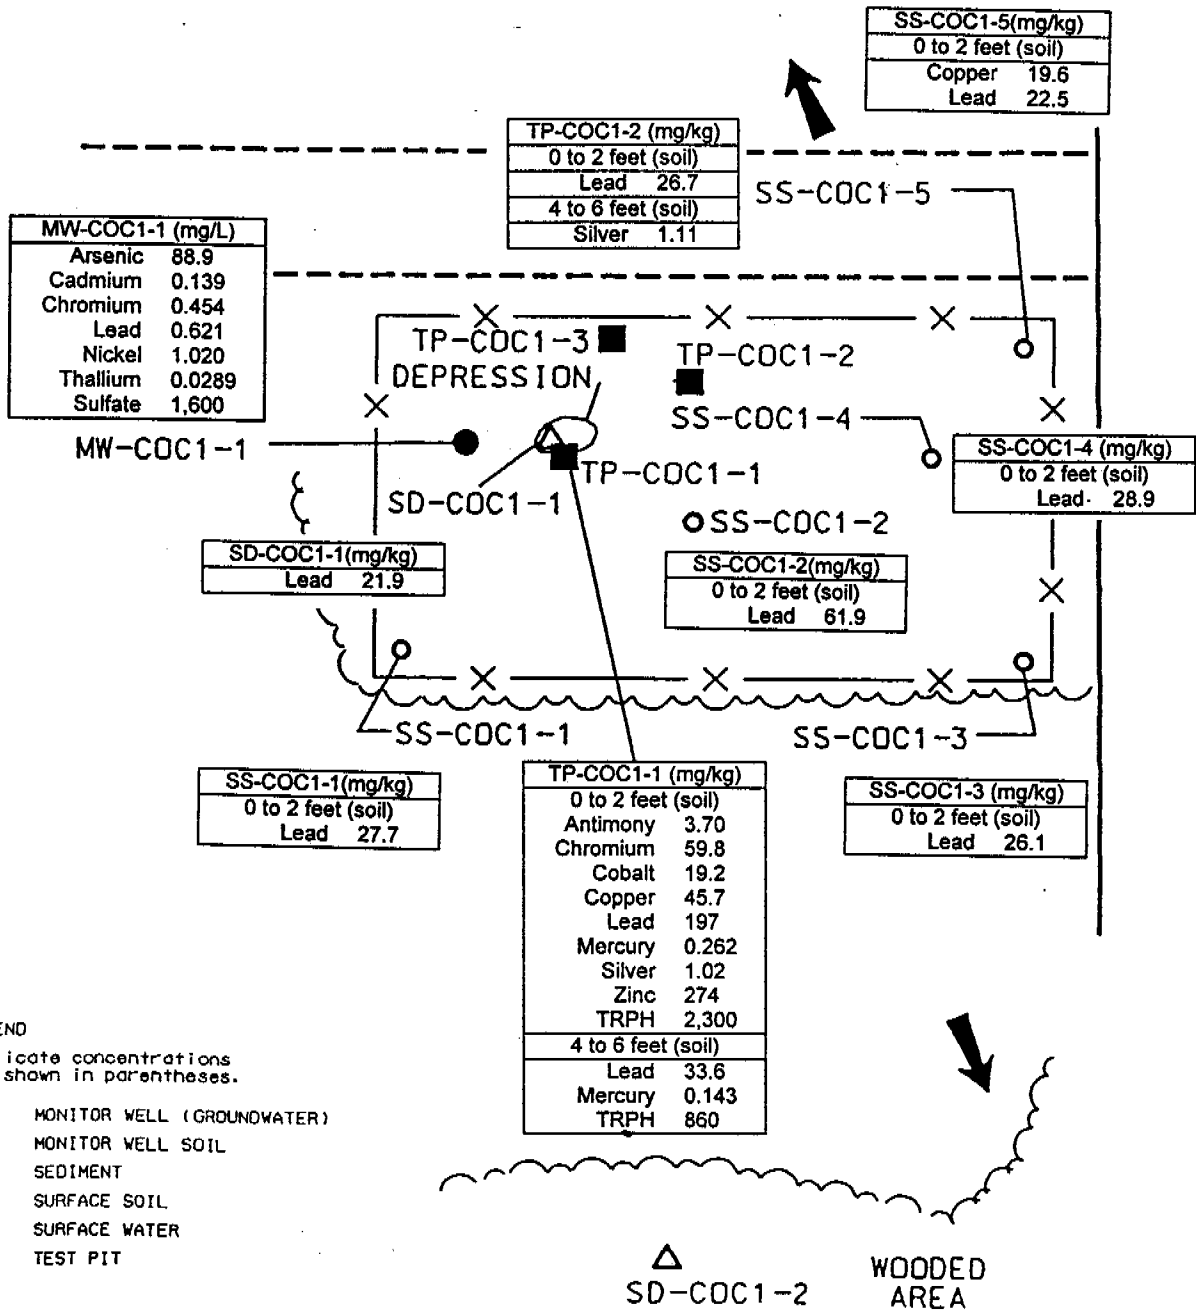 SS-COC1-5(mg/kg)
0 to 2 feet (soil)
Copper 19.6
Lead 22.5
TP-COC1-2 (mg/kg)
0 to 2 feet (soil)
Lead 26.7
4 to 6 feet (soil)
Silver 1.11
SS-COC1-5
MW-COC1-1 (mg/L)
Arsenic 88.9
Cadmium 0.139
Chromium 0.454
Lead 0.621
Nickel 1.020
Thallium 0.0289
Sulfate 1,600
TP-COC1-3
DEPRESSION
TP-COC1-2
SS-COC1-4
MW-COC1-1
TP-COC1-1
SD-COC1-1
SS-COC1-4 (mg/kg)
0 to 2 feet (soil)
Lead 28.9
SS-COC1-2
SD-COC1-1(mg/kg)
Lead 21.9
SS-COC1-2(mg/kg)
0 to 2 feet (soil)
Lead 61.9
SS-COC1-1
SS-COC1-3
SS-COC1-1(mg/kg)
0 to 2 feet (soil)
Lead 27.7
TP-COC1-1 (mg/kg)
0 to 2 feet (soil)
Antimony 3.70
Chromium 59.8
Cobalt 19.2
Copper 45.7
Lead 197
Mercury 0.262
Silver 1.02
Zinc 274
TRPH 2,300
4 to 6 feet (soil)
Lead 33.6
Mercury 0.143
TRPH 860
SS-COC1-3 (mg/kg)
0 to 2 feet (soil)
Lead 26.1
END
icate concentrations
shown in parentheses.
MONITOR WELL (GROUNDWATER)
MONITOR WELL SOIL
SEDIMENT
SURFACE SOIL
SURFACE WATER
TEST PIT
SD-COC1-2
WOODED
AREA